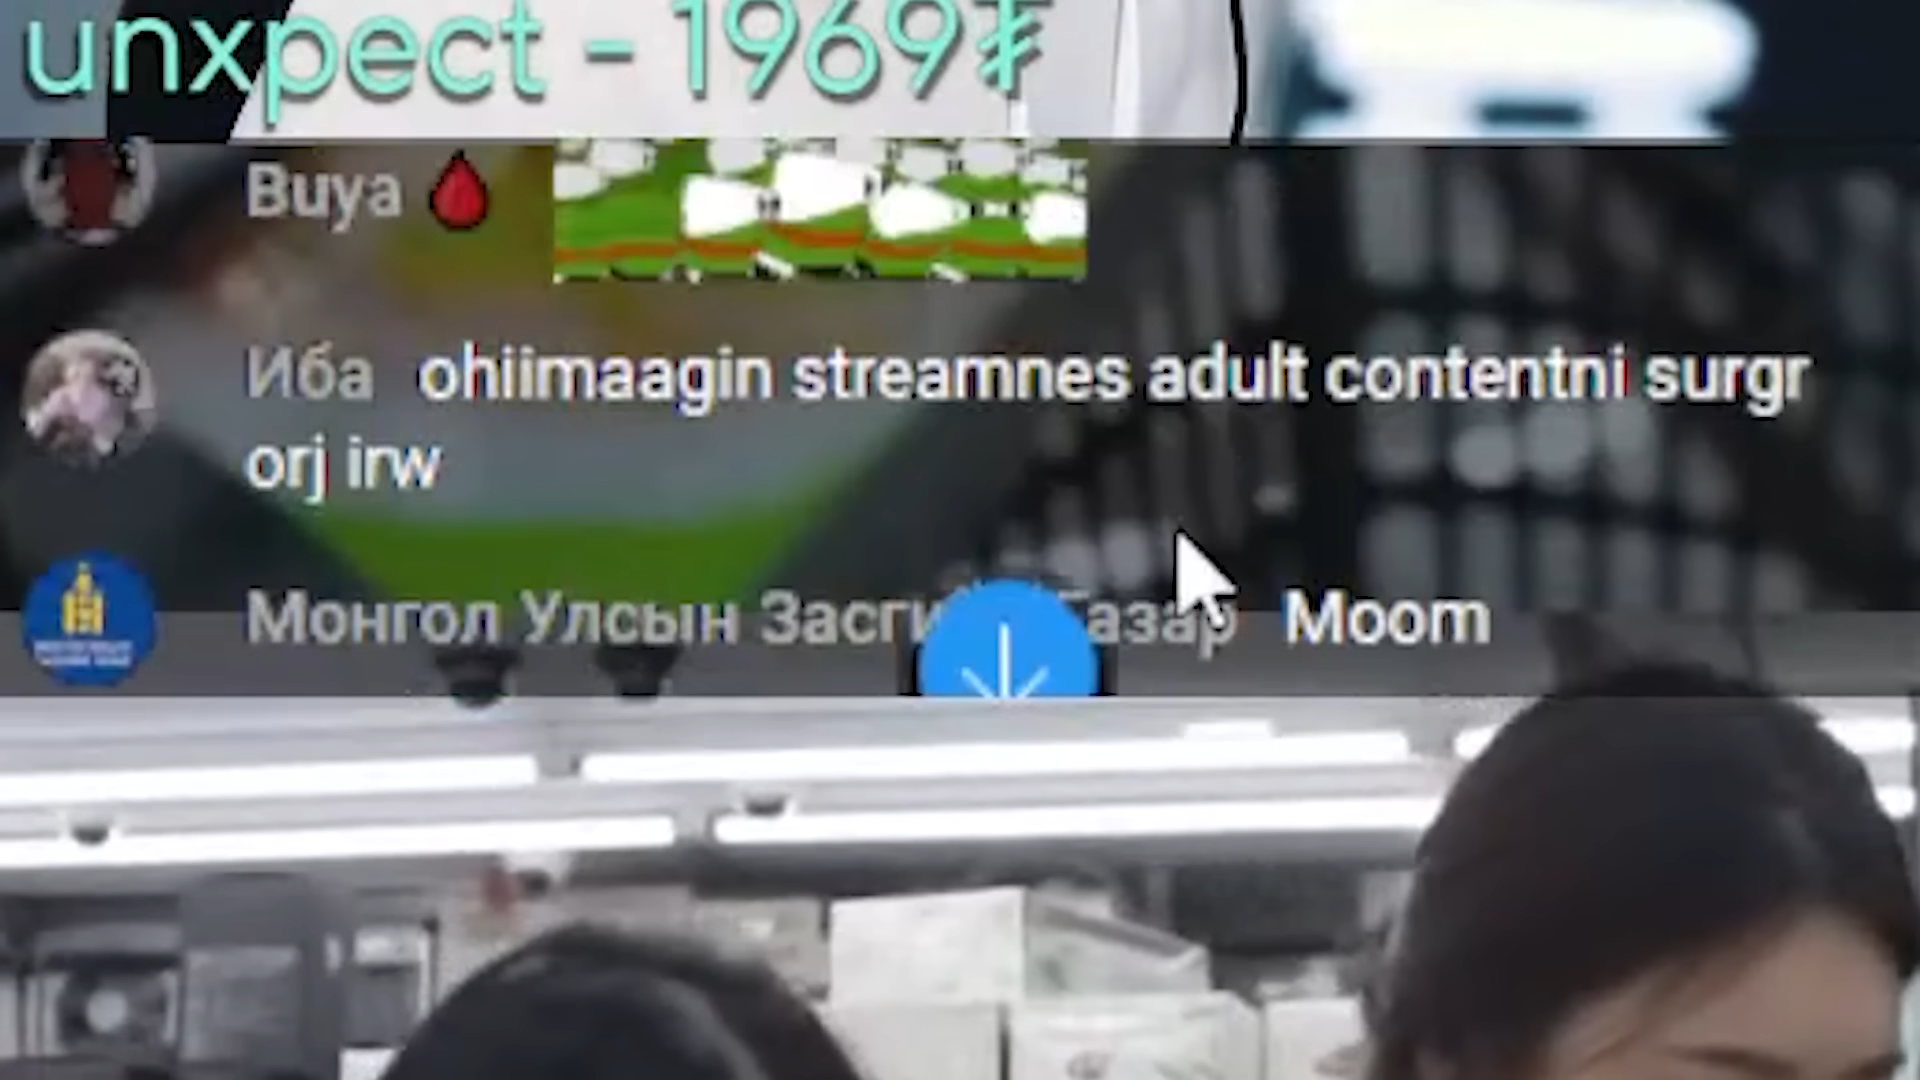 unxpect - 1969₮
Buya
Иба ohiimaagin streamnes adult contentni surgr
orj irw
Монгол Улсын Moom